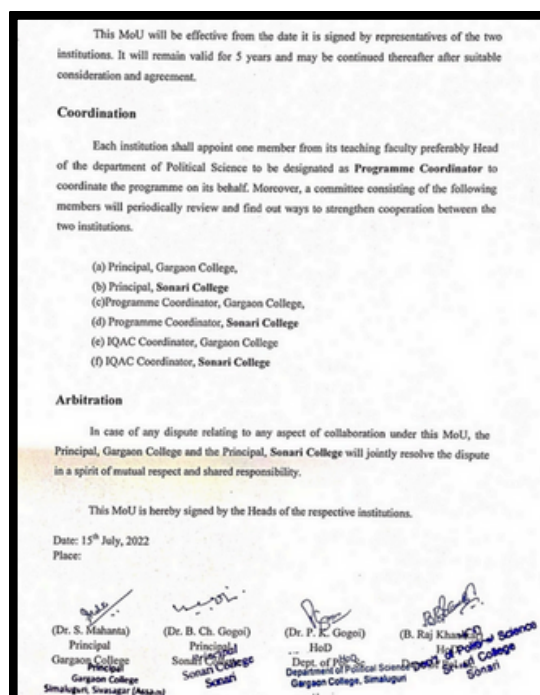 This MoU will be effective from the date it is signed by representatives of the two
institutions. It will remain valid for 5 years and may be continued thereafter after suitable
consideration and agreement.
Coordination
Each institution shall appoint one member from its teaching faculty preferably Head
of the department of Political Science to be designated as Programme Coordinator to
coordinate the programme on its behalf. Moreover, a committee consisting of the following
members will periodically review and find out ways to strengthen cooperation between the
two institutions.
(a) Principal, Gargaon College,
(b) Principal, Sonari College
(c)Programme Coordinator, Gargaon College,
(d) Programme Coordinator, Sonari College
(e) IQAC Coordinator, Gargaon College
(f) IQAC Coordinator, Sonari College
Arbitration
In case of any dispute relating to any aspect of collaboration under this MoU, the
Principal, Gargaon College and the Principal, Sonari College will jointly resolve the dispute
in a spirit of mutual respect and shared responsibility.
This MoU is hereby signed by the Heads of the respective institutions.
Date: 15th July, 2022
Place:
(Dr. S. Mahanta) (Dr. B. Ch. Gogoi) (Dr. P. K. Gogoi) (B. Raj
Principal Principal HoD
Gargaon College Sonari College Dept. of
Principal
Gargaon College
Simaluguri, Sivasagar (Assam)
Principal
Sonari College
Sonari
Department of Political Science
Gargaon College, Simaluguri
HOD
Dept of Political Science
College
Sonari